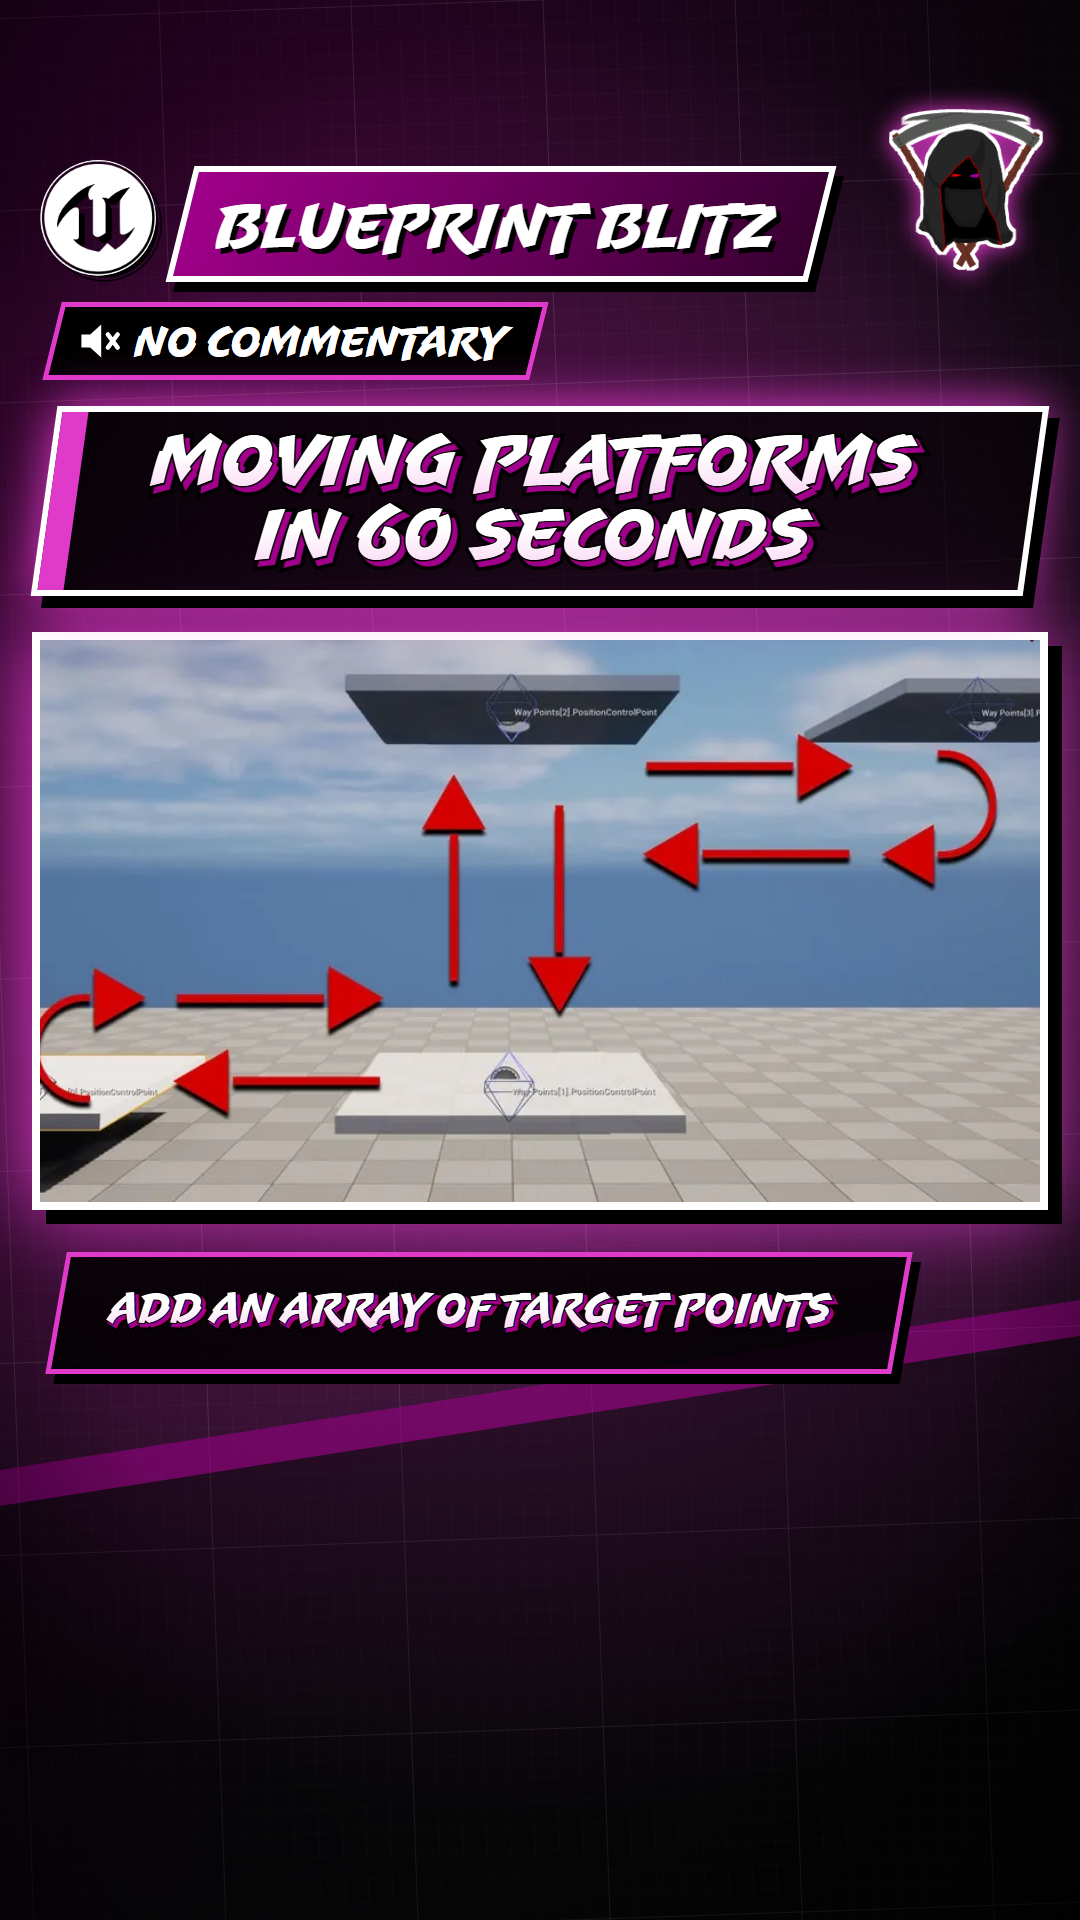 BLUEPRINT BLITZ
NO COMMENTARY
MOVING PLATFORMS
IN 60 SECONDS
Way Points[2].PositionControlPoint
Way Points[3].P
[0].PositionControlPoint
Way Points[1].PositionControlPoint
ADD AN ARRAY OF TARGET POINTS